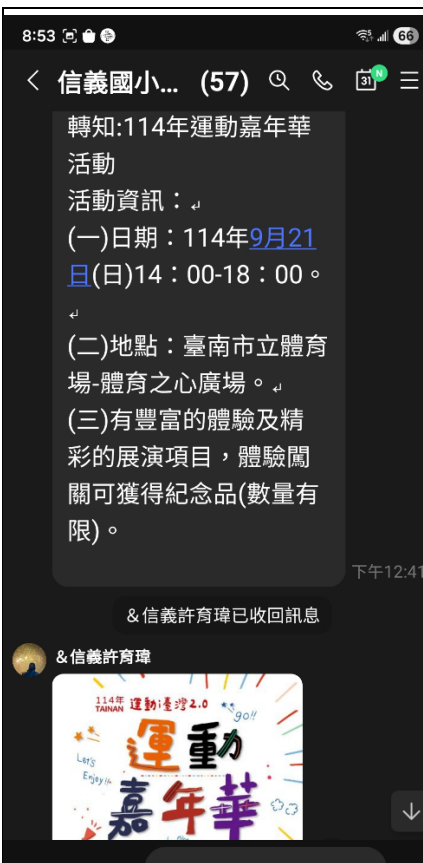 8:53
66
信義國小... (57)
31
N
轉知:114年運動嘉年華
活動
活動資訊：↵
(一)日期：114年9月21
日(日)14：00-18：00。
↵
(二)地點：臺南市立體育
場-體育之心廣場。↵
(三)有豐富的體驗及精
彩的展演項目，體驗闖
關可獲得紀念品(數量有
限)。
下午12:41
&信義許育瑋已收回訊息
&信義許育瑋
114年 運動臺灣2.0
TAINAN
go!!
運動
Let's
Enjoy!!
嘉年華